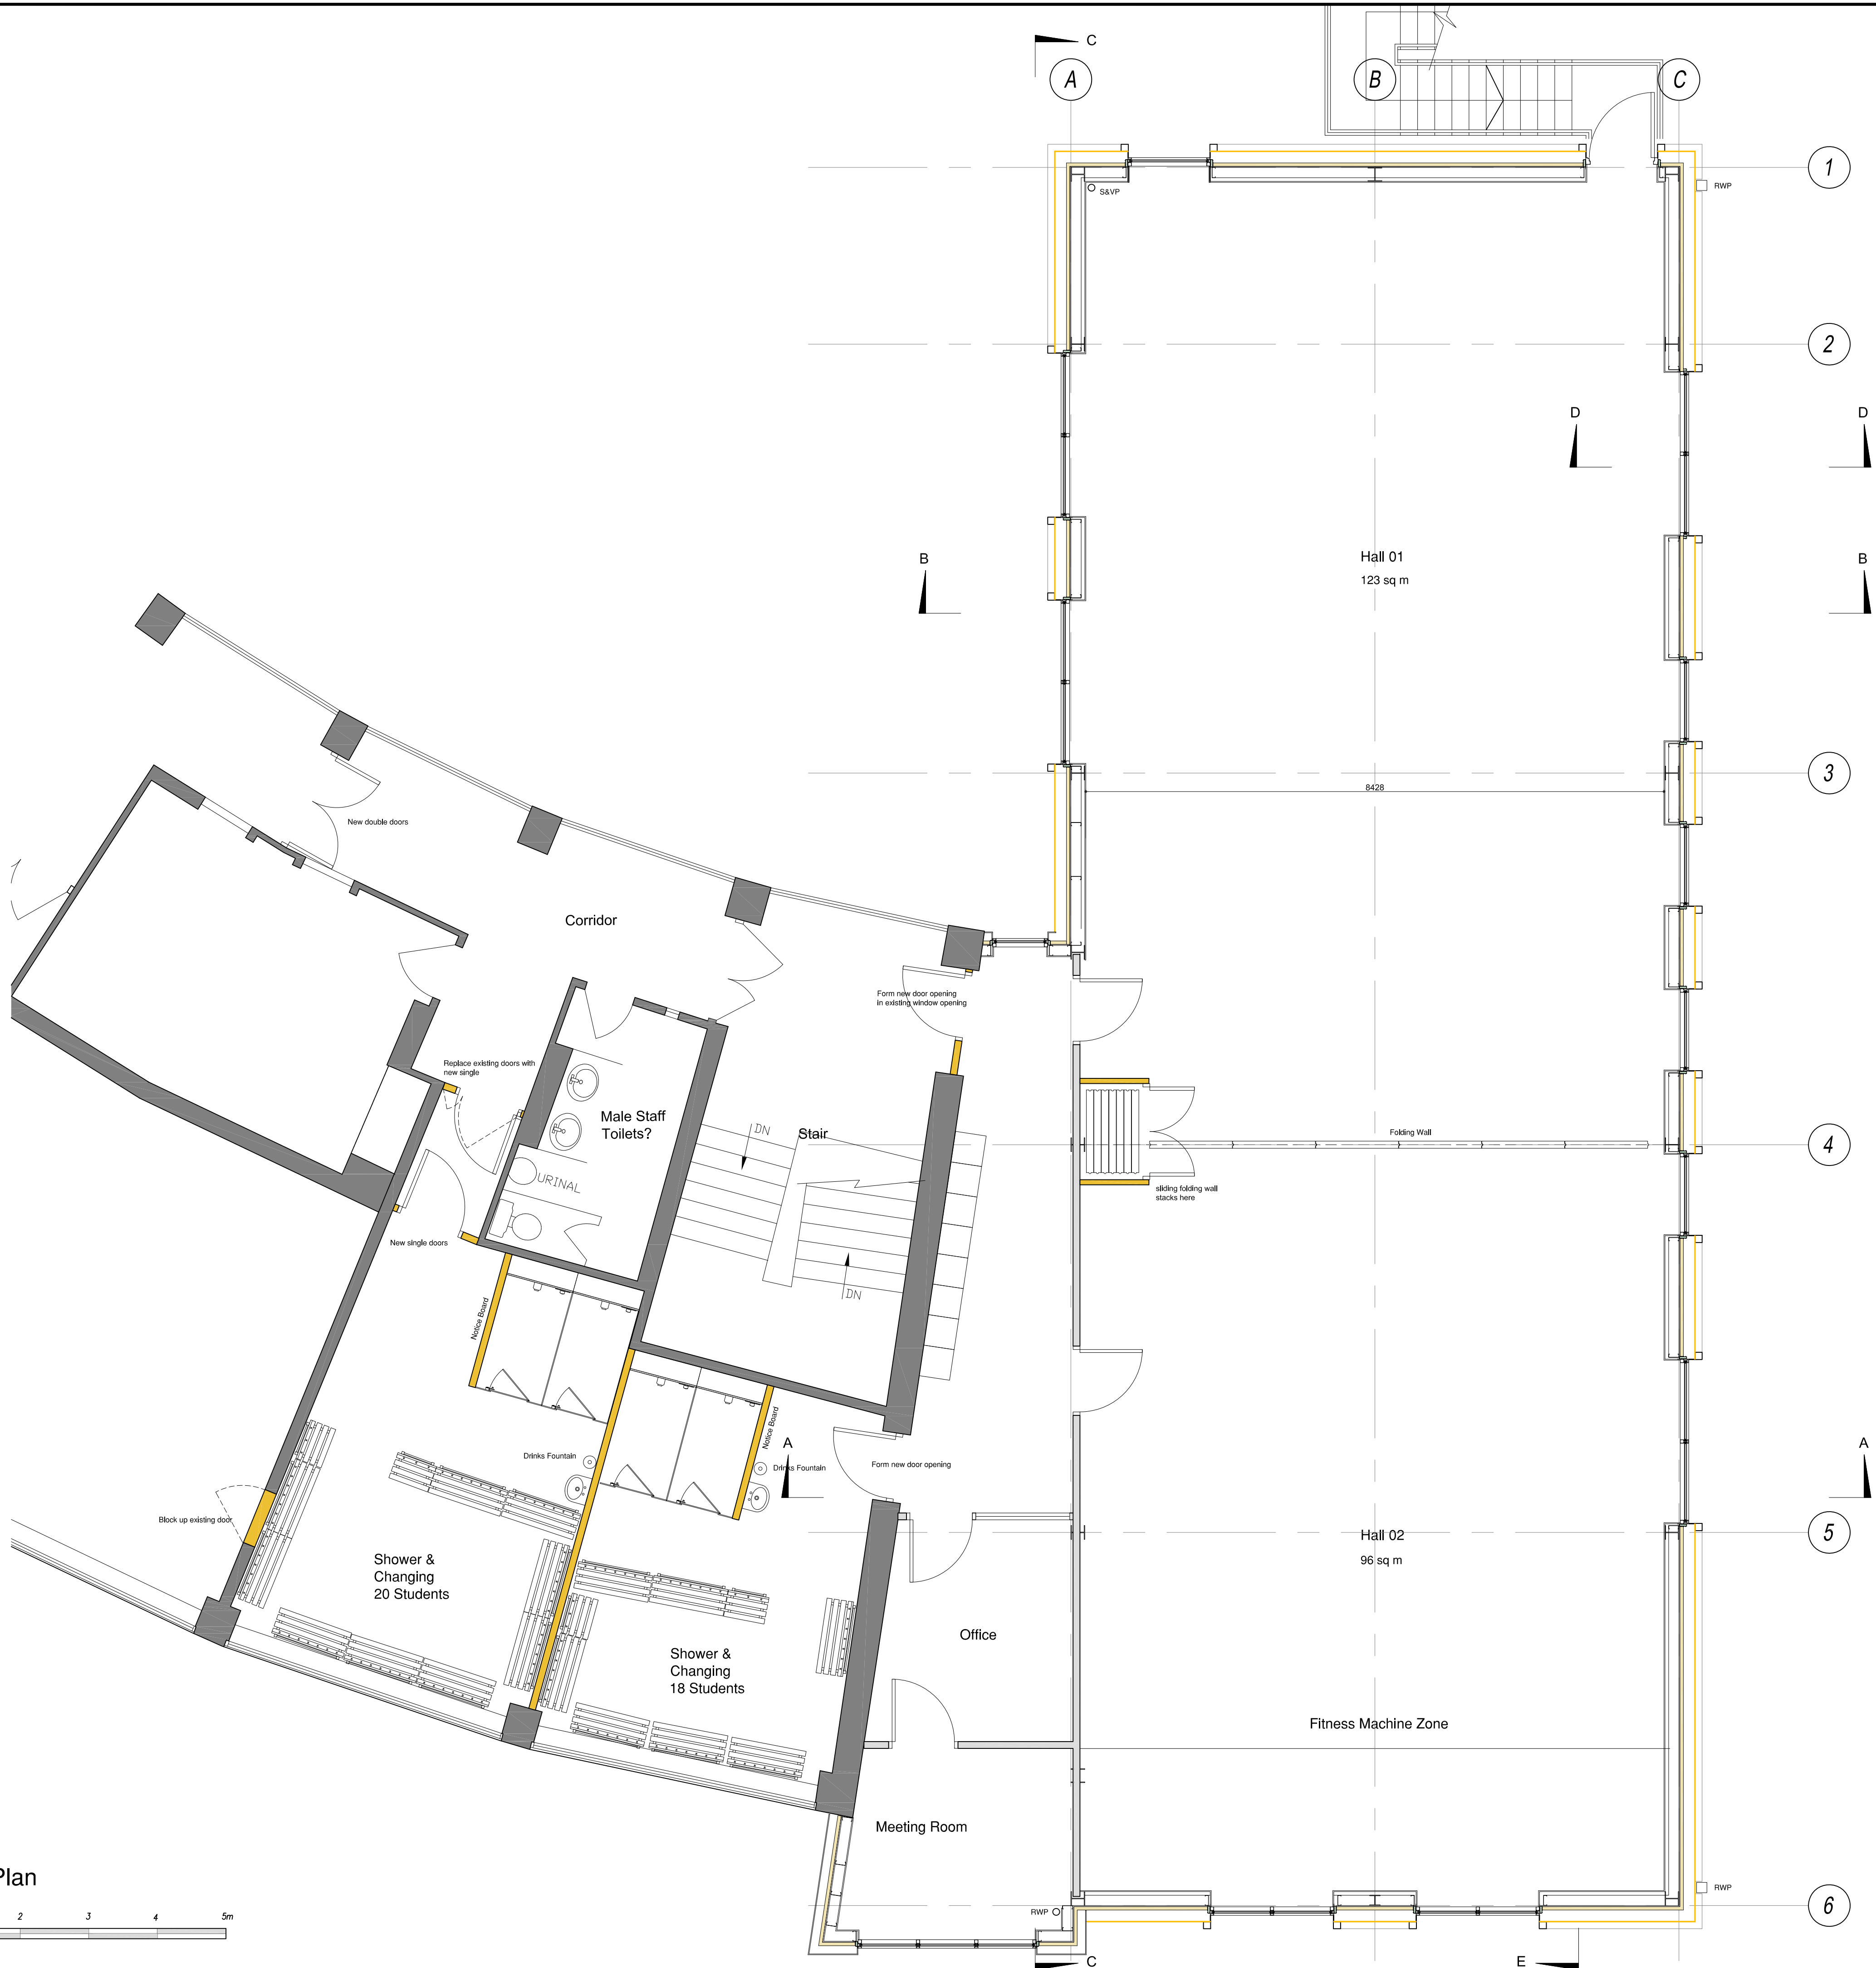 C
A
B
C
1
S&VP
RWP
2
D
D
Hall 01
123 sq m
B
B
3
8428
New double doors
Corridor
Form new door opening
in existing window opening
Replace existing doors with
new single
Male Staff
Toilets?
DN
Stair
Folding Wall
4
URINAL
sliding folding wall
stacks here
New single doors
DN
Notice Board
Notice Board
A
A
Drinks Fountain
Drinks Fountain
Form new door opening
Block up existing door
Hall 02
96 sq m
5
Shower &
Changing
20 Students
Office
Shower &
Changing
18 Students
Fitness Machine Zone
Meeting Room
Plan
RWP
2
3
4
5m
RWP
6
C
E